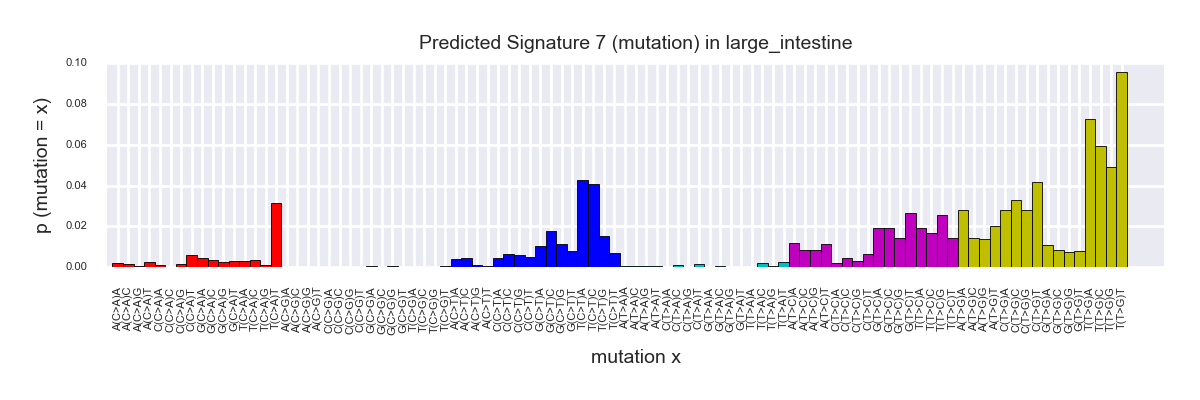 Predicted Signature 7 (mutation) in large_intestine
p (mutation = x)
0.10
0.08
0.06
0.04
0.02
0.00
A(C>A)A
A(C>A)C
A(C>A)G
A(C>A)T
C(C>A)A
C(C>A)C
C(C>A)G
C(C>A)T
G(C>A)A
G(C>A)C
G(C>A)G
G(C>A)T
T(C>A)A
T(C>A)C
T(C>A)G
T(C>A)T
A(C>G)A
A(C>G)C
A(C>G)G
A(C>G)T
C(C>G)A
C(C>G)C
C(C>G)G
C(C>G)T
G(C>G)A
G(C>G)C
G(C>G)G
G(C>G)T
T(C>G)A
T(C>G)C
T(C>G)G
T(C>G)T
A(C>T)A
A(C>T)C
A(C>T)G
A(C>T)T
C(C>T)A
C(C>T)C
C(C>T)G
C(C>T)T
G(C>T)A
G(C>T)C
G(C>T)G
G(C>T)T
T(C>T)A
T(C>T)C
T(C>T)G
T(C>T)T
A(T>A)A
A(T>A)C
A(T>A)G
A(T>A)T
C(T>A)A
C(T>A)C
C(T>A)G
C(T>A)T
G(T>A)A
G(T>A)C
G(T>A)G
G(T>A)T
T(T>A)A
T(T>A)C
T(T>A)G
T(T>A)T
A(T>C)A
A(T>C)C
A(T>C)G
A(T>C)T
C(T>C)A
C(T>C)C
C(T>C)G
C(T>C)T
G(T>C)A
G(T>C)C
G(T>C)G
G(T>C)T
T(T>C)A
T(T>C)C
T(T>C)G
T(T>C)T
A(T>G)A
A(T>G)C
A(T>G)G
A(T>G)T
C(T>G)A
C(T>G)C
C(T>G)G
C(T>G)T
G(T>G)A
G(T>G)C
G(T>G)G
G(T>G)T
T(T>G)A
T(T>G)C
T(T>G)G
T(T>G)T
mutation x